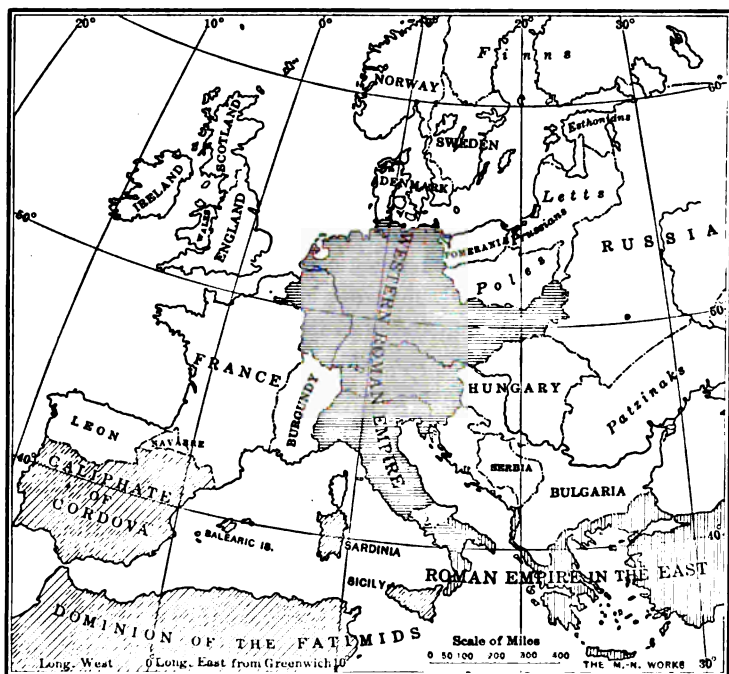 20°
10°
0°
10°
20°
30°
Finns
NORWAY
60°
SWEDEN
Esthonians
SCOTLAND
IRELAND
DENMARK
Letts
50°
WALES
ENGLAND
Prussians
POMERANIA
RUSSIA
Poles
WESTERN ROMAN EMPIRE
50
FRANCE
BURGUNDY
HUNGARY
Patzinaks
LEON
NAVARRE
SERBIA
40°
CALIPHATE
OF
CORDOVA
BULGARIA
BALEARIC IS.
SARDINIA
40
SICILY
ROMAN EMPIRE IN THE EAST
DOMINION OF THE FATIMIDS
Scale of Miles
0 50 100 200 300 400
Long. West 0 Long. East from Greenwich 10
THE M.-N. WORKS
30°